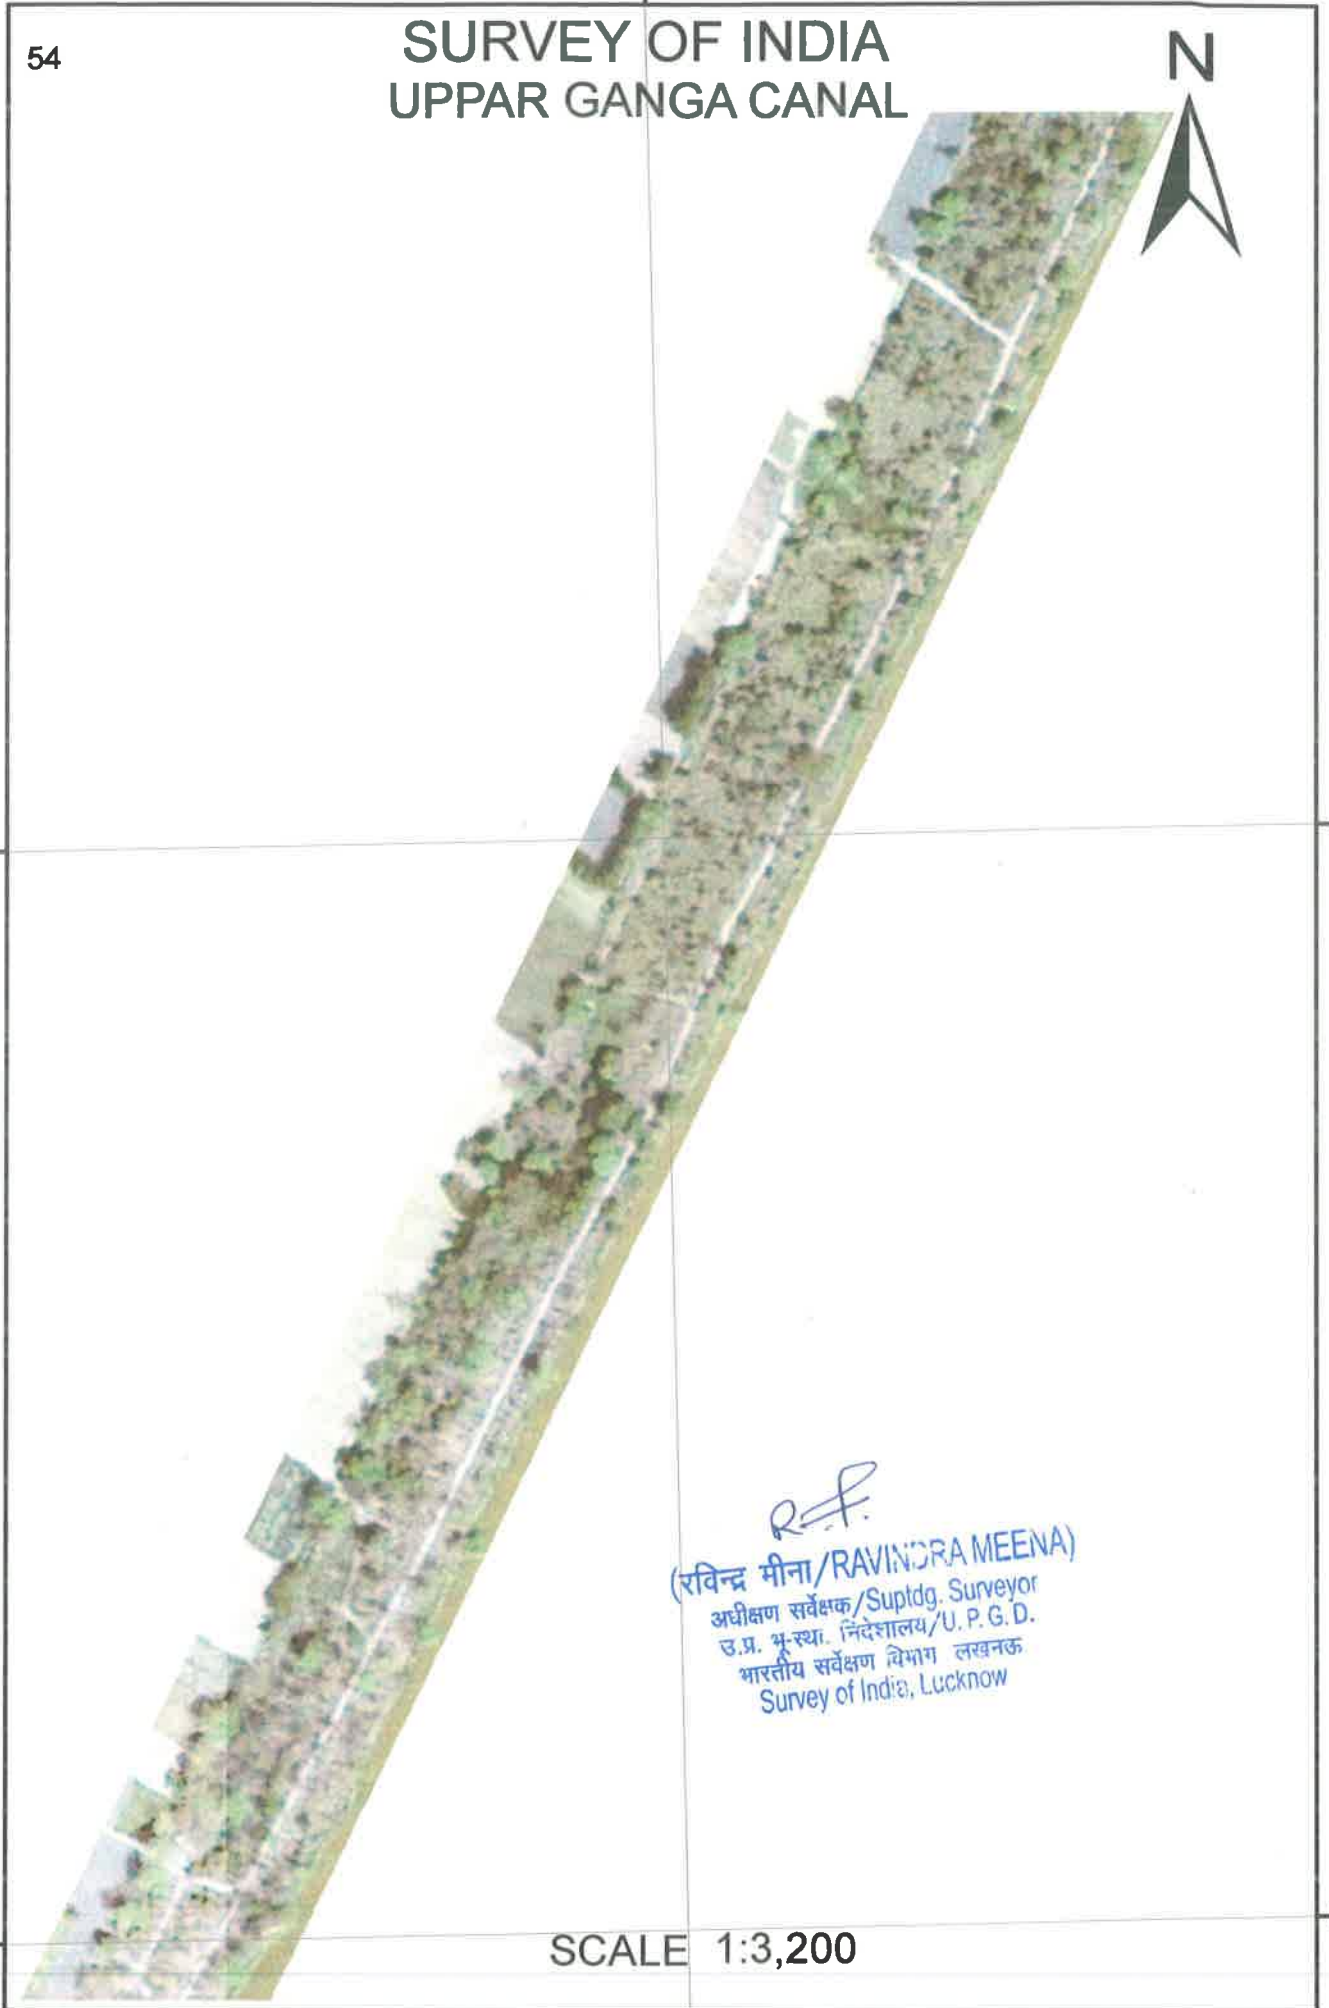 54
SURVEY OF INDIA
UPPAR GANGA CANAL
N
(रविन्द्र मीना/RAVINDRA MEENA)
अधीक्षण सर्वेक्षक/Suptdg. Surveyor
उ.प्र. भू-स्था. निदेशालय/U.P.G.D.
भारतीय सर्वेक्षण विभाग लखनऊ
Survey of India, Lucknow
SCALE 1:3,200